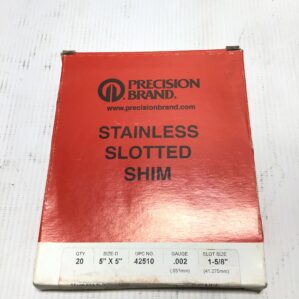 PRECISION
BRAND®
www.precisionbrand.com
STAINLESS
SLOTTED
SHIM
QTY. SIZE-D UPC NO. GAUGE SLOT SIZE
20 5" X 5" 42510 .002 1-5/8"
(.051mm) (41.275mm)